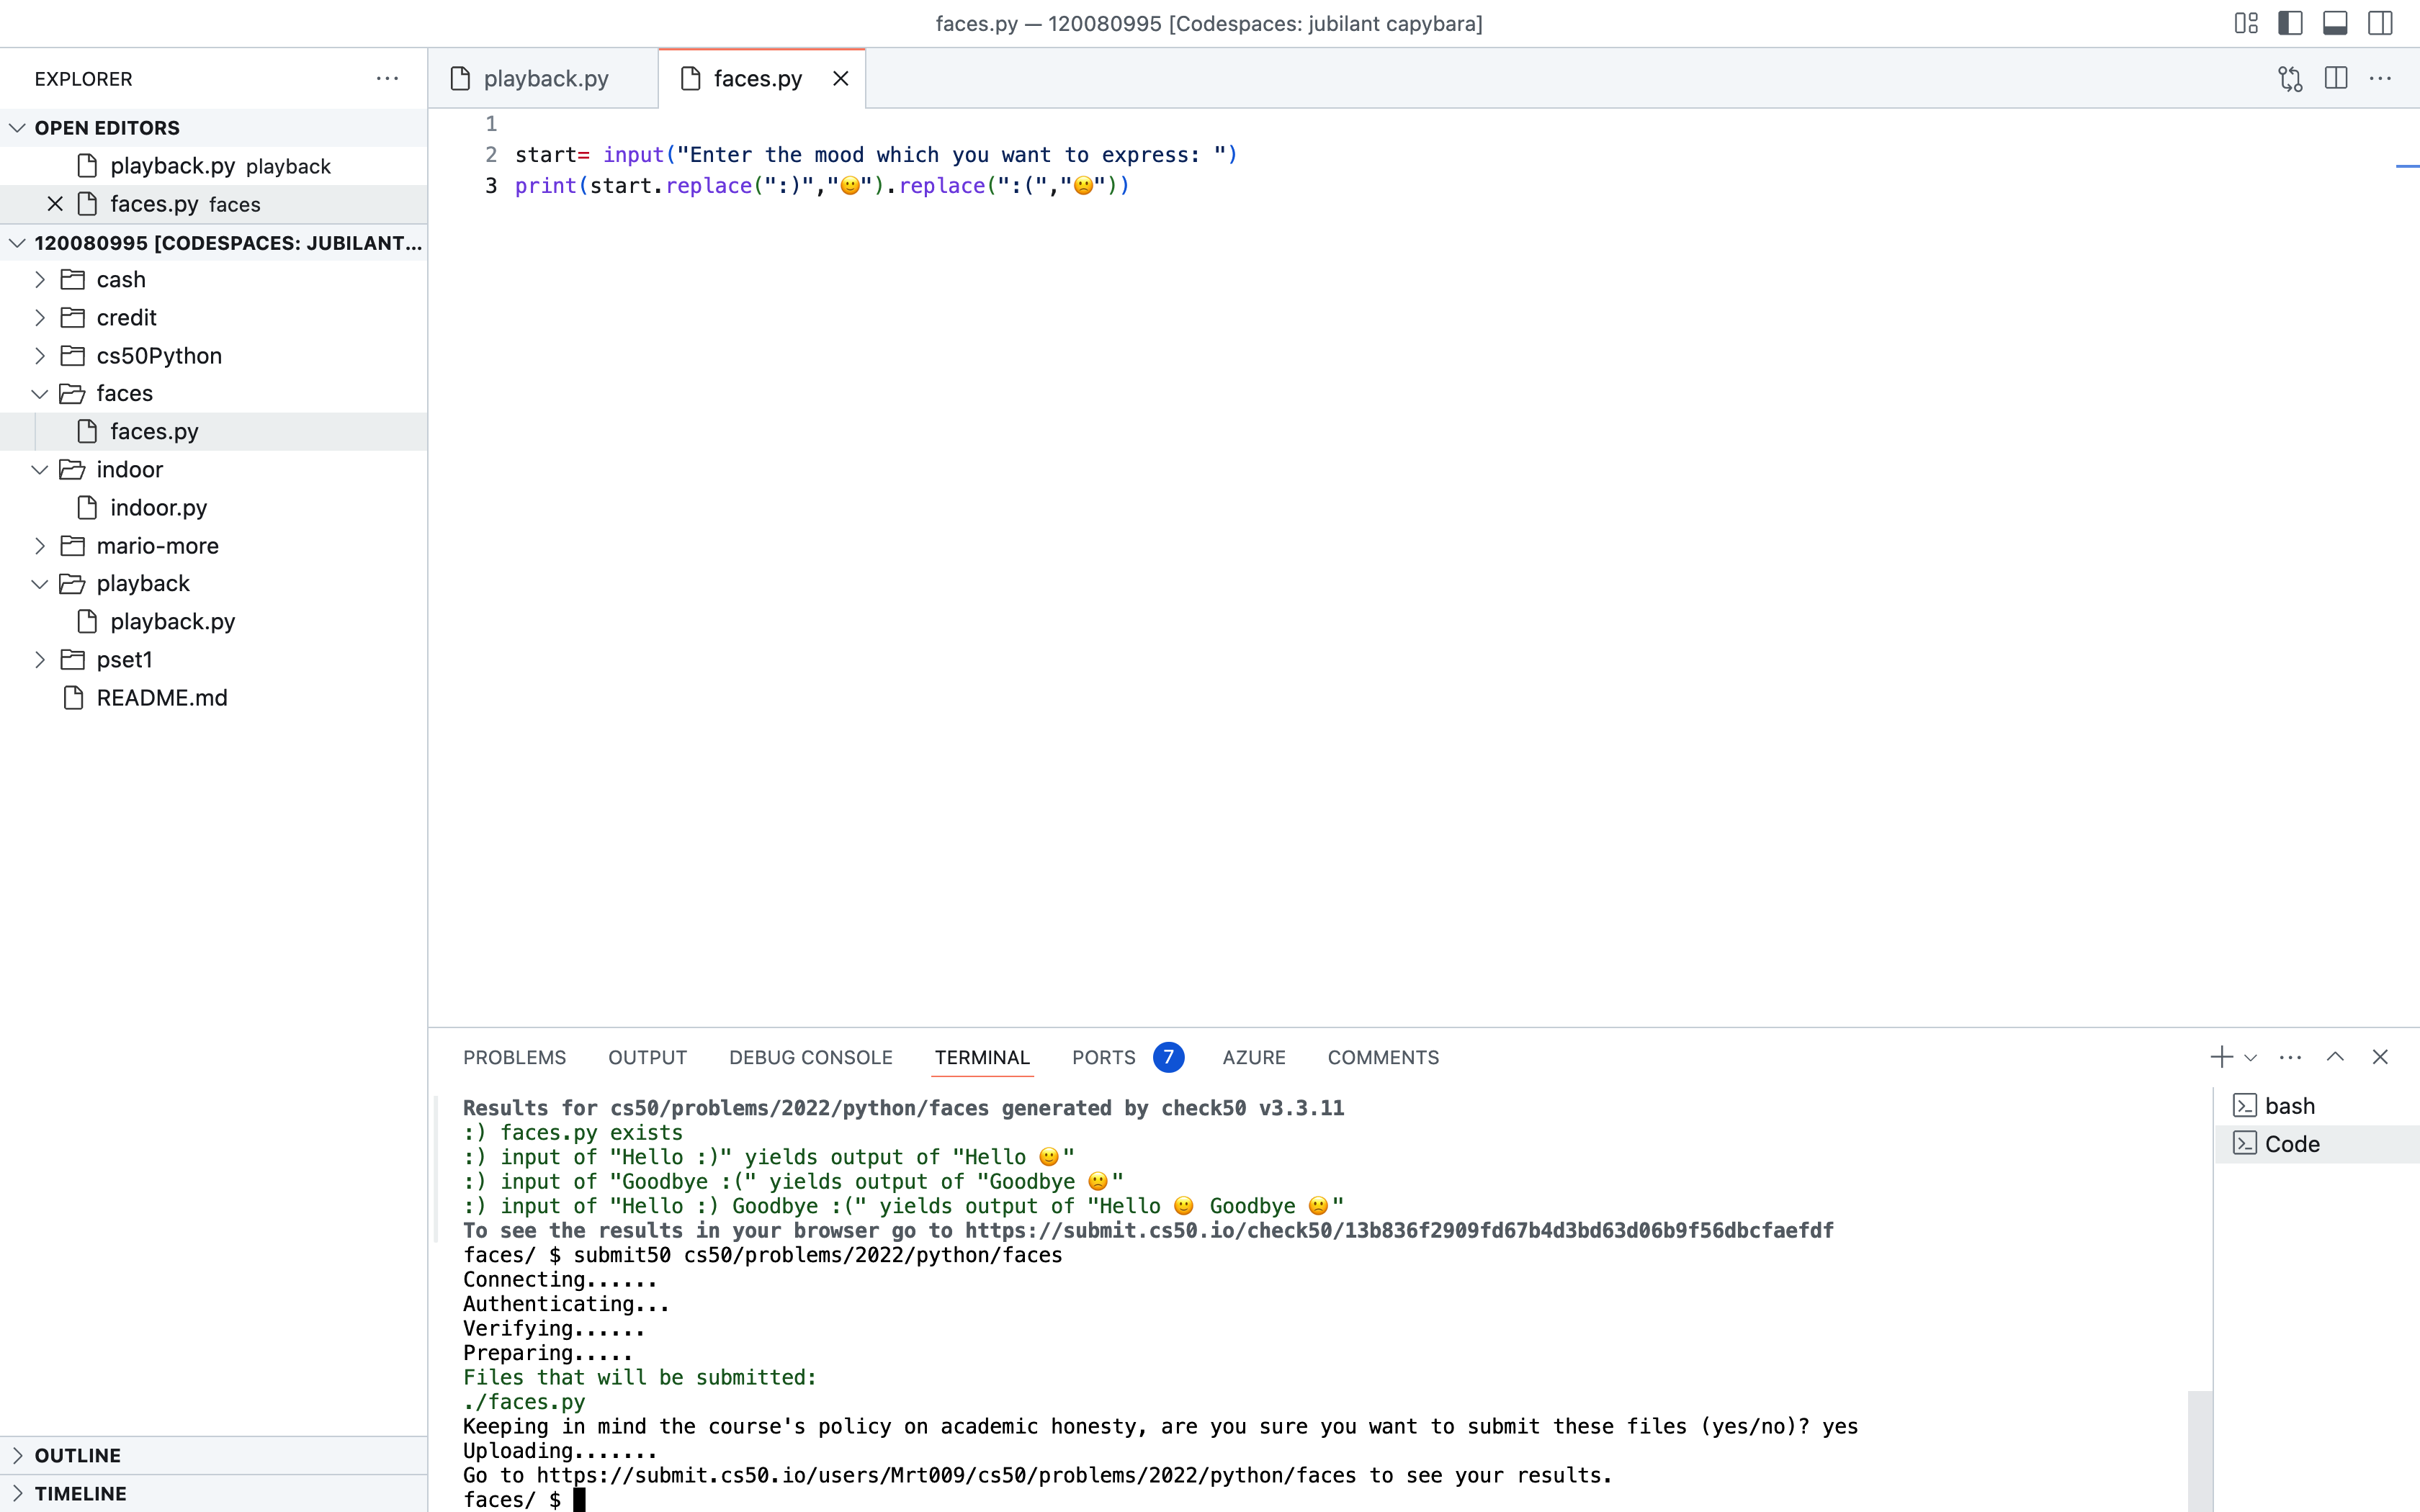 faces.py — 120080995 [Codespaces: jubilant capybara]
EXPLORER
OPEN EDITORS
playback.py playback
faces.py faces
120080995 [CODESPACES: JUBILANT...
cash
credit
cs50Python
faces
faces.py
indoor
indoor.py
mario-more
playback
playback.py
pset1
README.md
OUTLINE
TIMELINE
playback.py
faces.py
1
2 start= input("Enter the mood which you want to express: ")
3 print(start.replace(":)","🙂").replace(":(","🙁"))
PROBLEMS OUTPUT DEBUG CONSOLE TERMINAL PORTS 7 AZURE COMMENTS
Results for cs50/problems/2022/python/faces generated by check50 v3.3.11
:) faces.py exists
:) input of "Hello :)" yields output of "Hello 🙂"
:) input of "Goodbye :(" yields output of "Goodbye 🙁"
:) input of "Hello :) Goodbye :(" yields output of "Hello 🙂 Goodbye 🙁"
To see the results in your browser go to https://submit.cs50.io/check50/13b836f2909fd67b4d3bd63d06b9f56dbcfaefdf
faces/ $ submit50 cs50/problems/2022/python/faces
Connecting......
Authenticating...
Verifying......
Preparing.....
Files that will be submitted:
./faces.py
Keeping in mind the course's policy on academic honesty, are you sure you want to submit these files (yes/no)? yes
Uploading.......
Go to https://submit.cs50.io/users/Mrt009/cs50/problems/2022/python/faces to see your results.
faces/ $
bash
Code